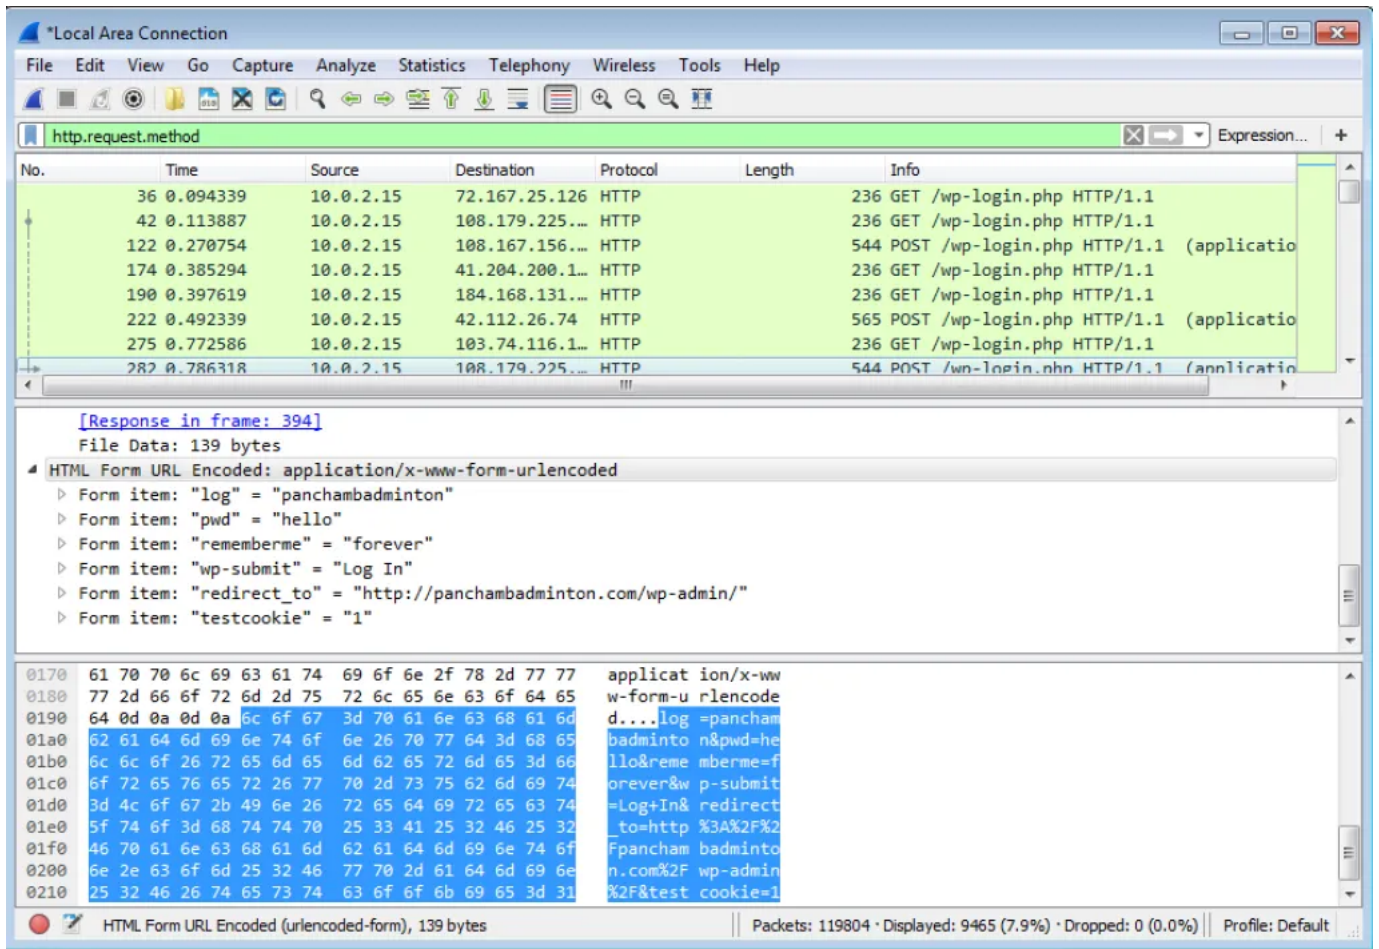 *Local Area Connection
File Edit View Go Capture Analyze Statistics Telephony Wireless Tools Help
http.request.method Expression... +
No. Time Source Destination Protocol Length Info
36 0.094339 10.0.2.15 72.167.25.126 HTTP 236 GET /wp-login.php HTTP/1.1
42 0.113887 10.0.2.15 108.179.225.… HTTP 236 GET /wp-login.php HTTP/1.1
122 0.270754 10.0.2.15 108.167.156.… HTTP 544 POST /wp-login.php HTTP/1.1 (applicatio
174 0.385294 10.0.2.15 41.204.200.1… HTTP 236 GET /wp-login.php HTTP/1.1
190 0.397619 10.0.2.15 184.168.131.… HTTP 236 GET /wp-login.php HTTP/1.1
222 0.492339 10.0.2.15 42.112.26.74 HTTP 565 POST /wp-login.php HTTP/1.1 (applicatio
275 0.772586 10.0.2.15 103.74.116.1… HTTP 236 GET /wp-login.php HTTP/1.1
282 0.786318 10.0.2.15 108.179.225.… HTTP 544 POST /wp-login.php HTTP/1.1 (applicatio
[Response in frame: 394]
File Data: 139 bytes
HTML Form URL Encoded: application/x-www-form-urlencoded
Form item: "log" = "panchambadminton"
Form item: "pwd" = "hello"
Form item: "rememberme" = "forever"
Form item: "wp-submit" = "Log In"
Form item: "redirect_to" = "http://panchambadminton.com/wp-admin/"
Form item: "testcookie" = "1"
0170 61 70 70 6c 69 63 61 74 69 6f 6e 2f 78 2d 77 77 applicat ion/x-ww
0180 77 2d 66 6f 72 6d 2d 75 72 6c 65 6e 63 6f 64 65 w-form-u rlencode
0190 64 0d 0a 0d 0a 6c 6f 67 3d 70 61 6e 63 68 61 6d d....log =pancham
01a0 62 61 64 6d 69 6e 74 6f 6e 26 70 77 64 3d 68 65 badminto n&pwd=he
01b0 6c 6c 6f 26 72 65 6d 65 6d 62 65 72 6d 65 3d 66 llo&reme mberme=f
01c0 6f 72 65 76 65 72 26 77 70 2d 73 75 62 6d 69 74 orever&w p-submit
01d0 3d 4c 6f 67 2b 49 6e 26 72 65 64 69 72 65 63 74 =Log+In& redirect
01e0 5f 74 6f 3d 68 74 74 70 25 33 41 25 32 46 25 32 _to=http %3A%2F%2
01f0 46 70 61 6e 63 68 61 6d 62 61 64 6d 69 6e 74 6f Fpancham badminto
0200 6e 2e 63 6f 6d 25 32 46 77 70 2d 61 64 6d 69 6e n.com%2F wp-admin
0210 25 32 46 26 74 65 73 74 63 6f 6f 6b 69 65 3d 31 %2F&test cookie=1
HTML Form URL Encoded (urlencoded-form), 139 bytes Packets: 119804 · Displayed: 9465 (7.9%) · Dropped: 0 (0.0%) Profile: Default